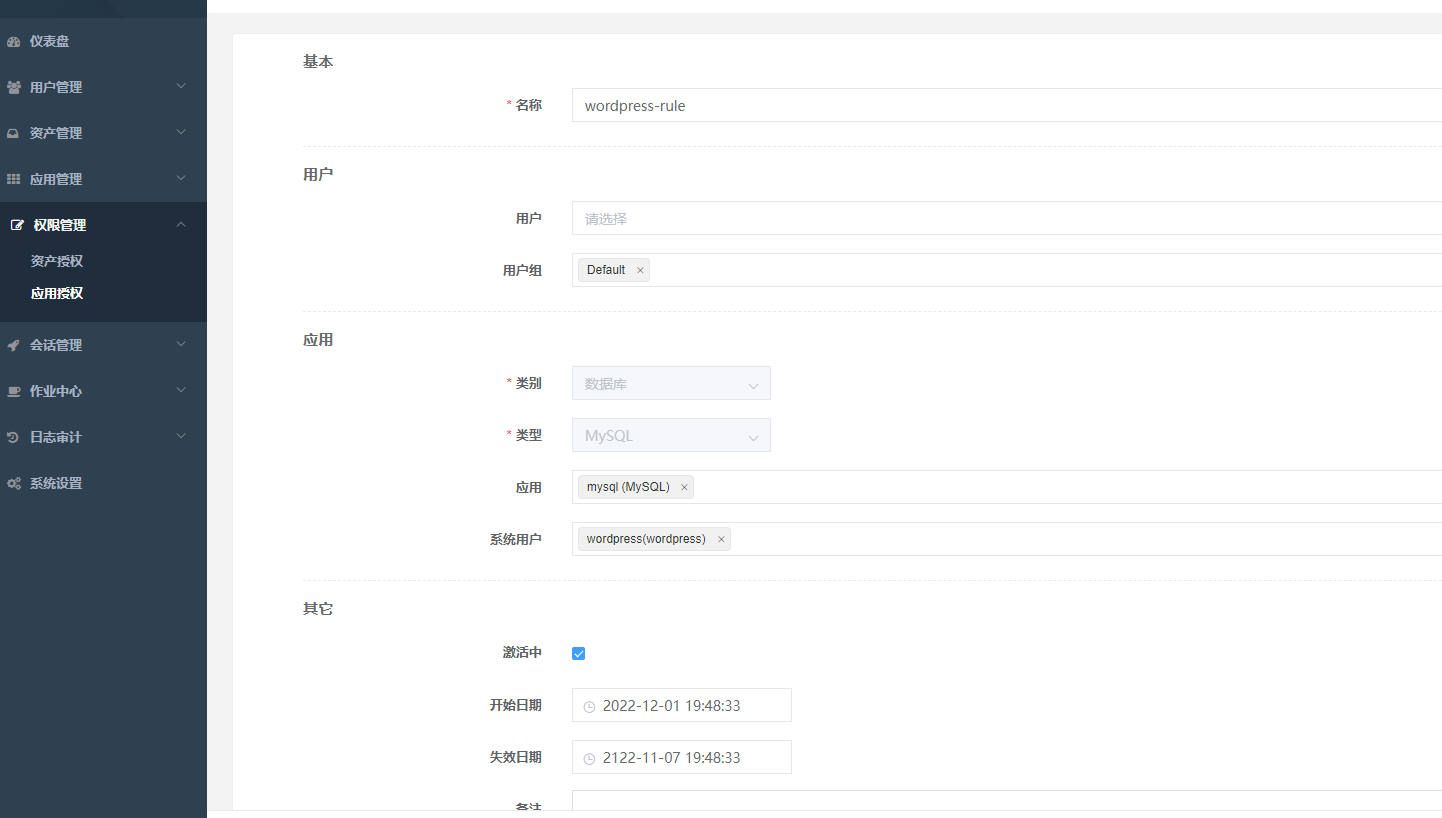 仪表盘
用户管理
资产管理
应用管理
权限管理
资产授权
应用授权
会话管理
作业中心
日志审计
系统设置
基本
* 名称 wordpress-rule
用户
用户 请选择
用户组 Default ×
应用
* 类别 数据库
* 类型 MySQL
应用 mysql (MySQL) ×
系统用户 wordpress(wordpress) ×
其它
激活中
开始日期 2022-12-01 19:48:33
失效日期 2122-11-07 19:48:33
备注